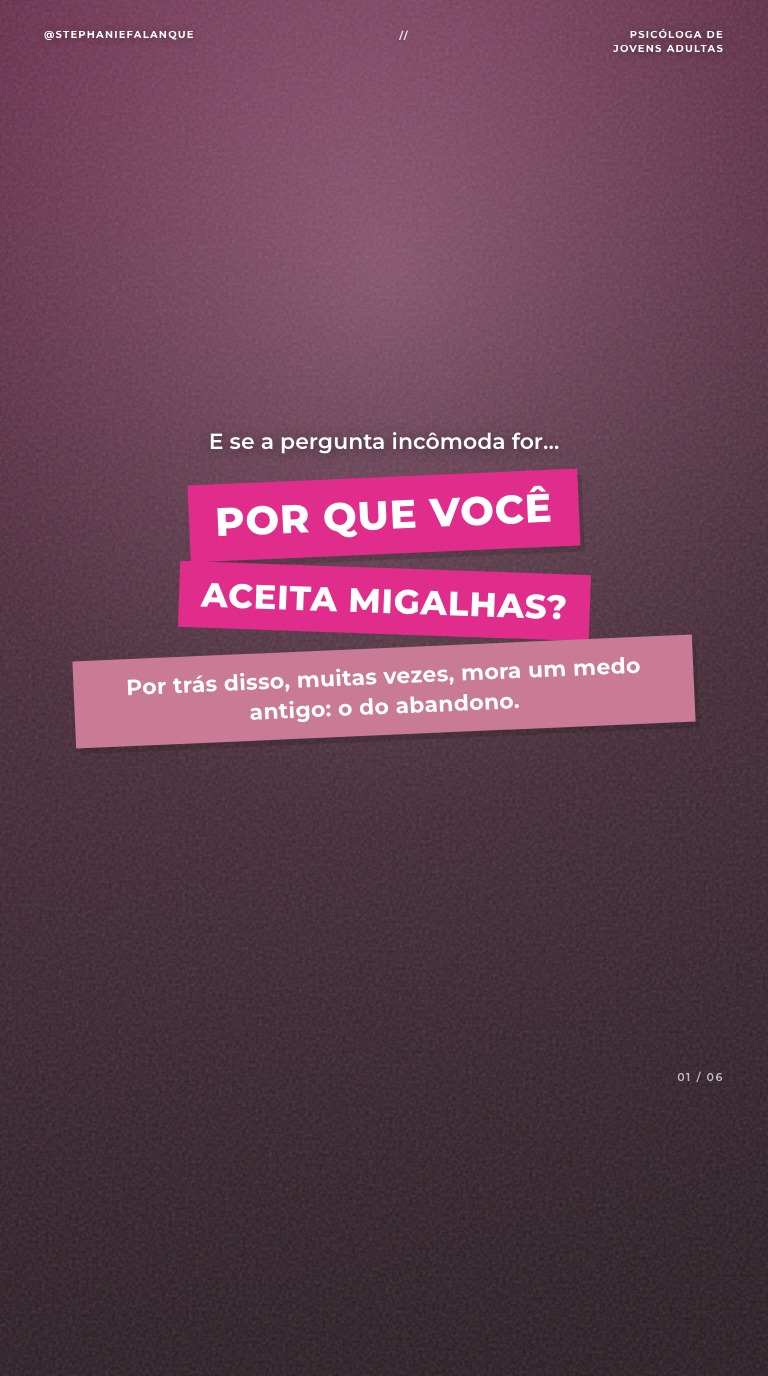 @STEPHANIEFALANQUE
//
PSICÓLOGA DE
JOVENS ADULTAS
E se a pergunta incômoda for...
POR QUE VOCÊ
ACEITA MIGALHAS?
Por trás disso, muitas vezes, mora um medo
antigo: o do abandono.
01 / 06